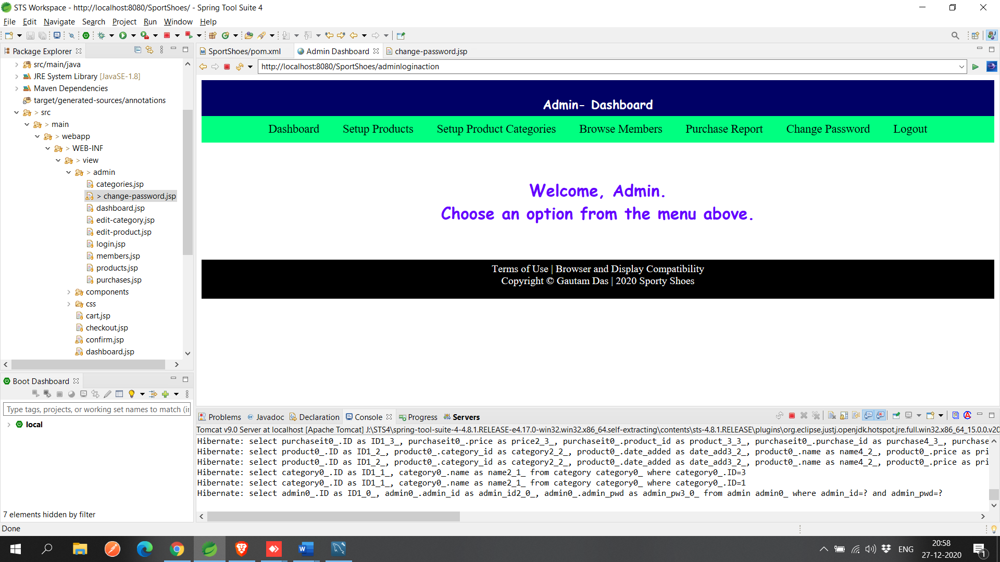 STS Workspace - http://localhost:8080/SportShoes/ - Spring Tool Suite 4
File Edit Navigate Search Project Run Window Help
Package Explorer
src/main/java
JRE System Library [JavaSE-1.8]
Maven Dependencies
target/generated-sources/annotations
> src
> main
> webapp
> WEB-INF
> view
> admin
categories.jsp
> change-password.jsp
dashboard.jsp
edit-category.jsp
edit-product.jsp
login.jsp
members.jsp
products.jsp
purchases.jsp
components
css
cart.jsp
checkout.jsp
confirm.jsp
dashboard.jsp
Boot Dashboard
Type tags, projects, or working set names to match (in
local
7 elements hidden by filter
SportShoes/pom.xml Admin Dashboard change-password.jsp
http://localhost:8080/SportShoes/adminloginaction
Admin- Dashboard
Dashboard Setup Products Setup Product Categories Browse Members Purchase Report Change Password Logout
Welcome, Admin.
Choose an option from the menu above.
Terms of Use | Browser and Display Compatibility
Copyright © Gautam Das | 2020 Sporty Shoes
Problems Javadoc Declaration Console Progress Servers
Tomcat v9.0 Server at localhost [Apache Tomcat] J:\STS4\spring-tool-suite-4-4.8.1.RELEASE-e4.17.0-win32.win32.x86_64.self-extracting\contents\sts-4.8.1.RELEASE\plugins\org.eclipse.justj.openjdk.hotspot.jre.full.win32.x86_64_15.0.0.v20
Hibernate: select purchaseit0_.ID as ID1_3_, purchaseit0_.price as price2_3_, purchaseit0_.product_id as product_3_3_, purchaseit0_.purchase_id as purchase4_3_, purchase
Hibernate: select product0_.ID as ID1_2_, product0_.category_id as category2_2_, product0_.date_added as date_add3_2_, product0_.name as name4_2_, product0_.price as pri
Hibernate: select product0_.ID as ID1_2_, product0_.category_id as category2_2_, product0_.date_added as date_add3_2_, product0_.name as name4_2_, product0_.price as pri
Hibernate: select category0_.ID as ID1_1_, category0_.name as name2_1_ from category category0_ where category0_.ID=3
Hibernate: select category0_.ID as ID1_1_, category0_.name as name2_1_ from category category0_ where category0_.ID=1
Hibernate: select admin0_.ID as ID1_0_, admin0_.admin_id as admin_id2_0_, admin0_.admin_pwd as admin_pw3_0_ from admin admin0_ where admin_id=? and admin_pwd=?
Done
ENG
20:58
27-12-2020
1